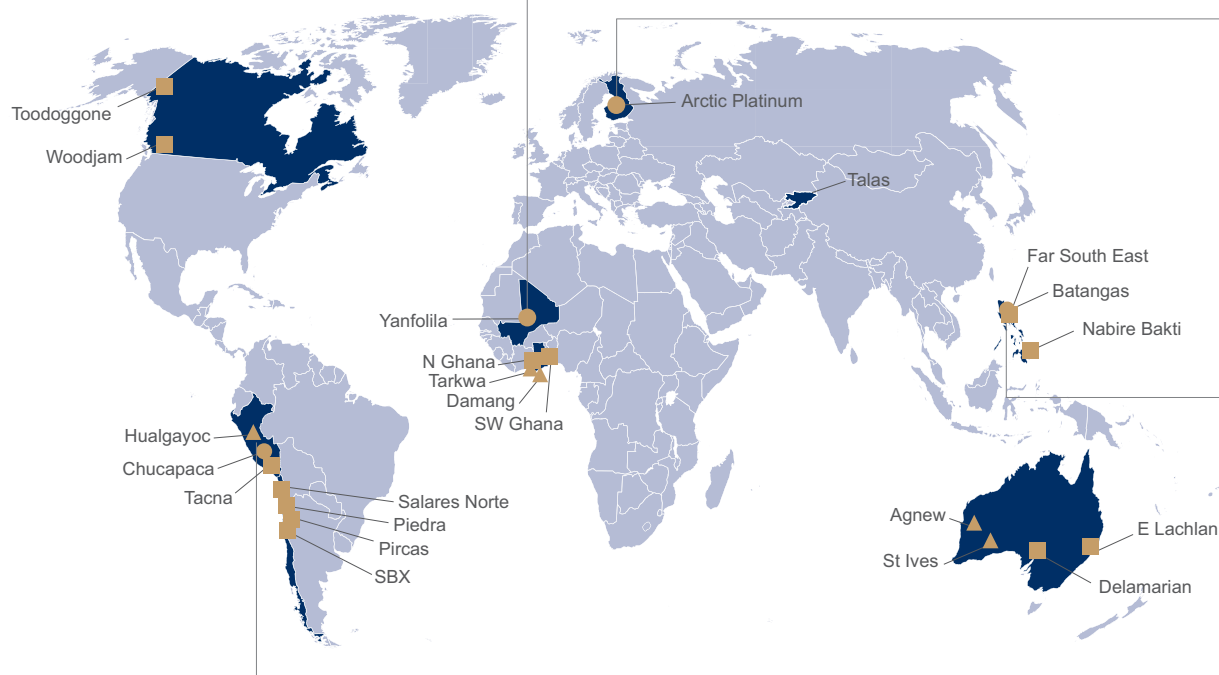 Toodoggone
Woodjam
Arctic Platinum
Talas
Far South East
Batangas
Nabire Bakti
Yanfolila
N Ghana
Tarkwa
Damang
SW Ghana
Hualgayoc
Chucapaca
Tacna
Salares Norte
Piedra
Pircas
SBX
Agnew
St Ives
E Lachlan
Delamarian